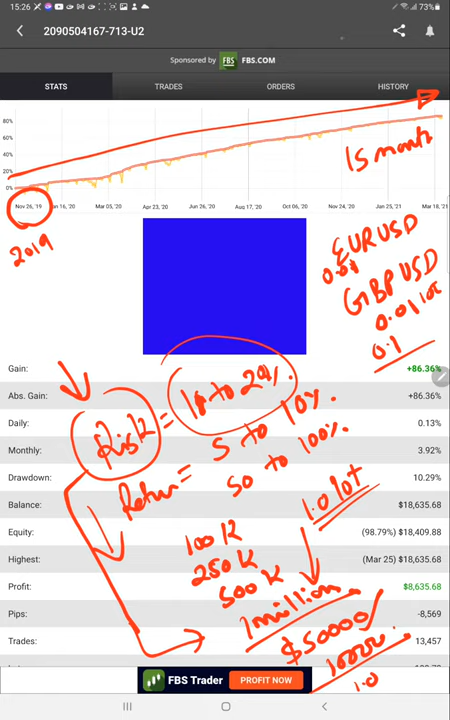 15:26
73%
2090504167-713-U2
Sponsored by FBS FBS.COM
STATS TRADES ORDERS HISTORY
80%
60%
40%
20%
0%
15 month
Nov 26, '19 Jan 16, '20 Mar 05, '20 Apr 23, '20 Jun 26, '20 Aug 17, '20 Oct 06, '20 Nov 24, '20 Jan 25, '21 Mar 18, '21
2019
EURUSD
GBPUSD
0.01 lot
0.1
Gain: +86.36%
Abs. Gain: +86.36%
Daily: 0.13%
Monthly: 3.92%
Drawdown: 10.29%
Balance: $18,635.68
Equity: (98.79%) $18,409.88
Highest: (Mar 25) $18,635.68
Profit: $8,635.68
Pips: -8,569
Trades: 13,457
Risk = 1% to 2%.
Return = 5 to 10%.
50 to 100%.
1.0 lot
100 K
250 K
500 K
1 million
$50000/
10000.
1.0
FBS Trader PROFIT NOW